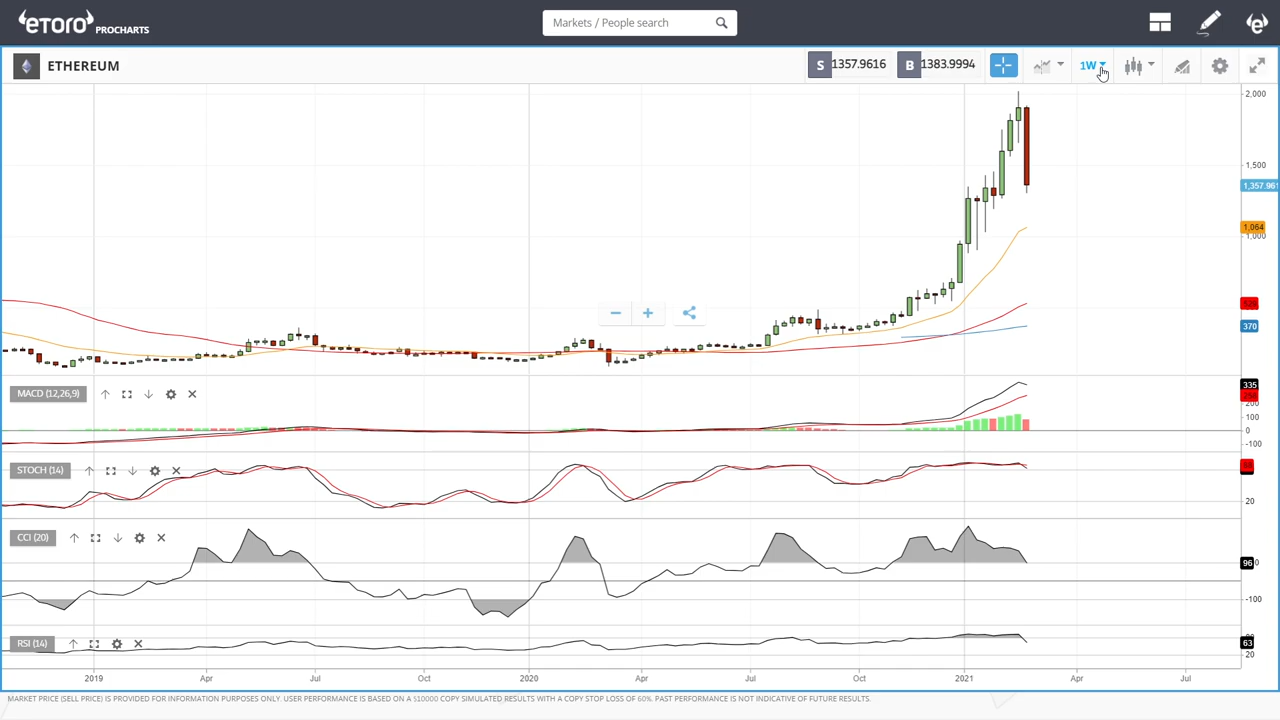 eToro PROCHARTS
Markets / People search
ETHEREUM
S 1357.9616
B 1383.9994
1W
2,000
1,500
1,357.961
1,064
1,000
370
MACD (12,26,9)
335
100
0
-100
STOCH (14)
20
CCI (20)
96
-100
RSI (14)
63
20
2019
Apr
Jul
Oct
2020
Apr
Jul
Oct
2021
Apr
Jul
MARKET PRICE (SELL PRICE) IS PROVIDED FOR INFORMATION PURPOSES ONLY. USER PERFORMANCE IS BASED ON A $10000 COPY SIMULATED RESULTS WITH A COPY STOP LOSS OF 60%. PAST PERFORMANCE IS NOT INDICATIVE OF FUTURE RESULTS.